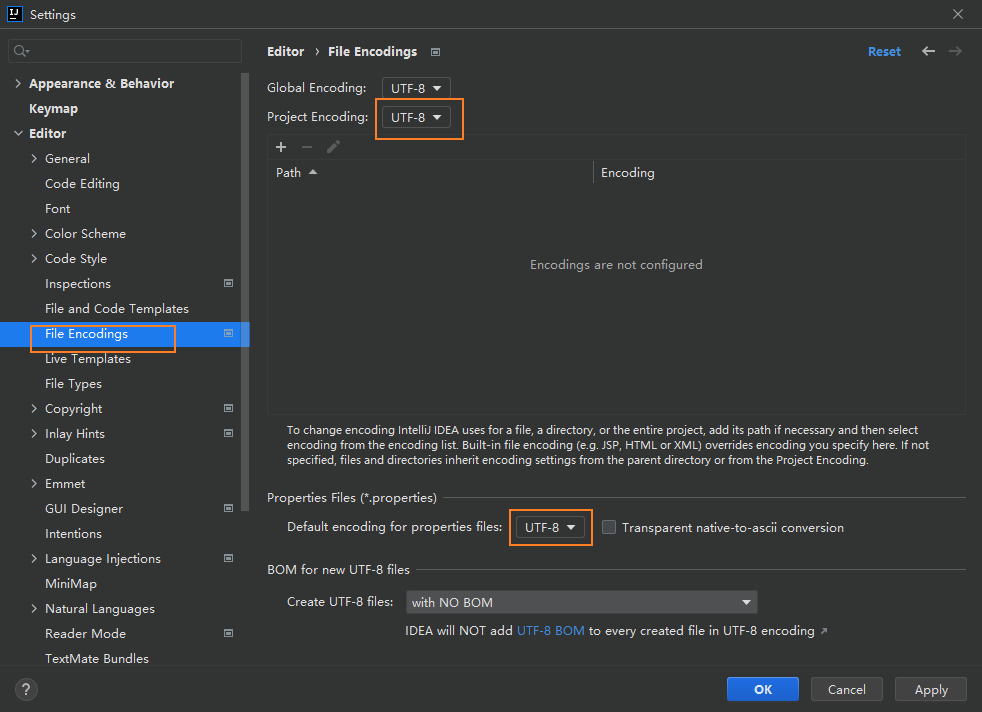 IJ
Settings
Appearance & Behavior
Keymap
Editor
General
Code Editing
Font
Color Scheme
Code Style
Inspections
File and Code Templates
File Encodings
Live Templates
File Types
Copyright
Inlay Hints
Duplicates
Emmet
GUI Designer
Intentions
Language Injections
MiniMap
Natural Languages
Reader Mode
TextMate Bundles
Editor › File Encodings
Reset
Global Encoding: UTF-8
Project Encoding: UTF-8
Path
Encoding
Encodings are not configured
To change encoding IntelliJ IDEA uses for a file, a directory, or the entire project, add its path if necessary and then select
encoding from the encoding list. Built-in file encoding (e.g. JSP, HTML or XML) overrides encoding you specify here. If not
specified, files and directories inherit encoding settings from the parent directory or from the Project Encoding.
Properties Files (*.properties)
Default encoding for properties files: UTF-8 Transparent native-to-ascii conversion
BOM for new UTF-8 files
Create UTF-8 files: with NO BOM
IDEA will NOT add UTF-8 BOM to every created file in UTF-8 encoding ↗
?
OK
Cancel
Apply